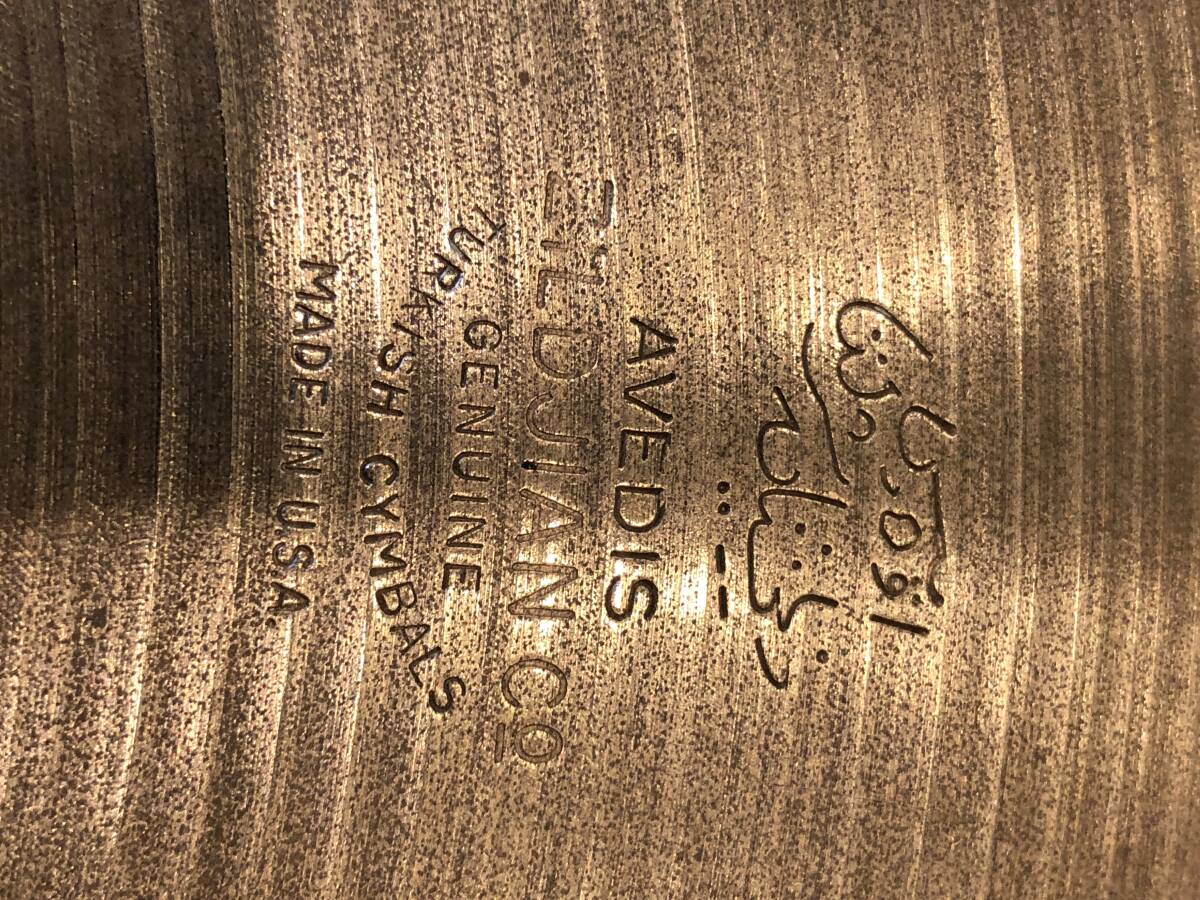 AVEDIS
ZILDJIAN Cº
GENUINE
TURKISH CYMBALS
MADE IN U.S.A.